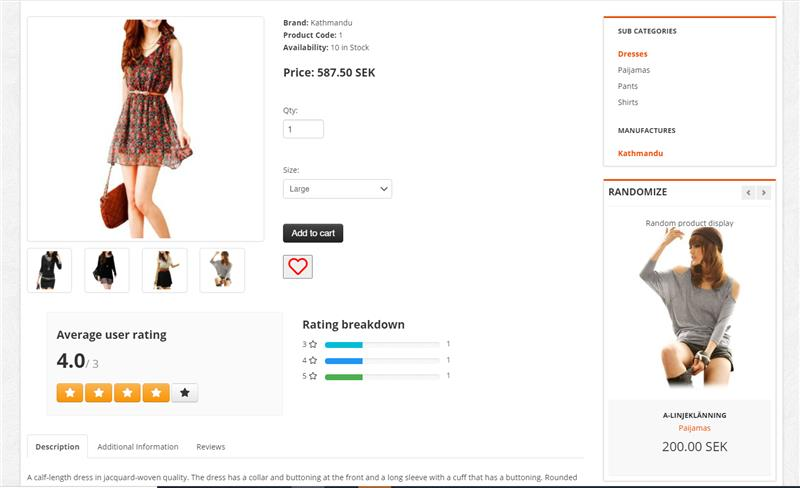 Brand: Kathmandu
Product Code: 1
Availability: 10 in Stock
Price: 587.50 SEK
Qty:
1
Size:
Large
Add to cart
Average user rating
4.0 / 3
Rating breakdown
3 1
4 1
5 1
Description Additional Information Reviews
A calf-length dress in jacquard-woven quality. The dress has a collar and buttoning at the front and a long sleeve with a cuff that has a buttoning. Rounded
SUB CATEGORIES
Dresses
Paijamas
Pants
Shirts
MANUFACTURES
Kathmandu
RANDOMIZE
Random product display
A-LINJEKLÄNNING
Paijamas
200.00 SEK